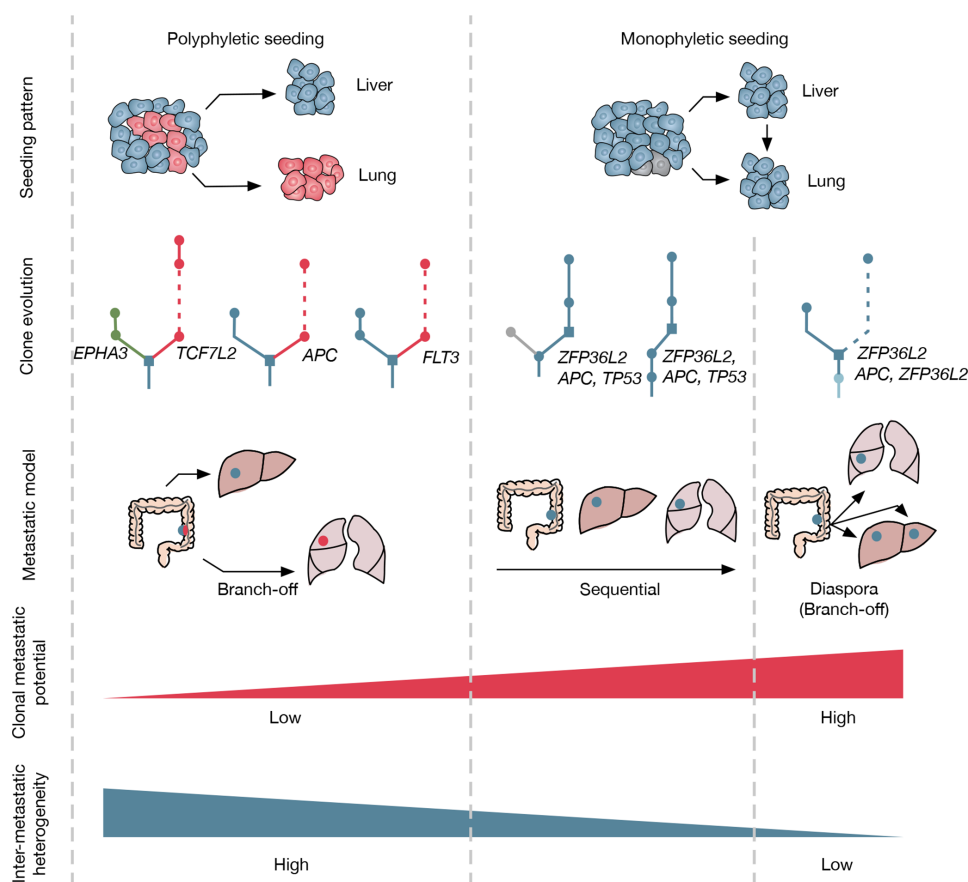 Polyphyletic seeding
Monophyletic seeding
Seeding pattern
Liver
Lung
Liver
Lung
Clone evolution
EPHA3
TCF7L2
APC
FLT3
ZFP36L2
APC, TP53
ZFP36L2,
APC, TP53
ZFP36L2
APC, ZFP36L2
Metastatic model
Branch-off
Sequential
Diaspora
(Branch-off)
Clonal metastatic
potential
Low
High
Inter-metastatic
heterogeneity
High
Low